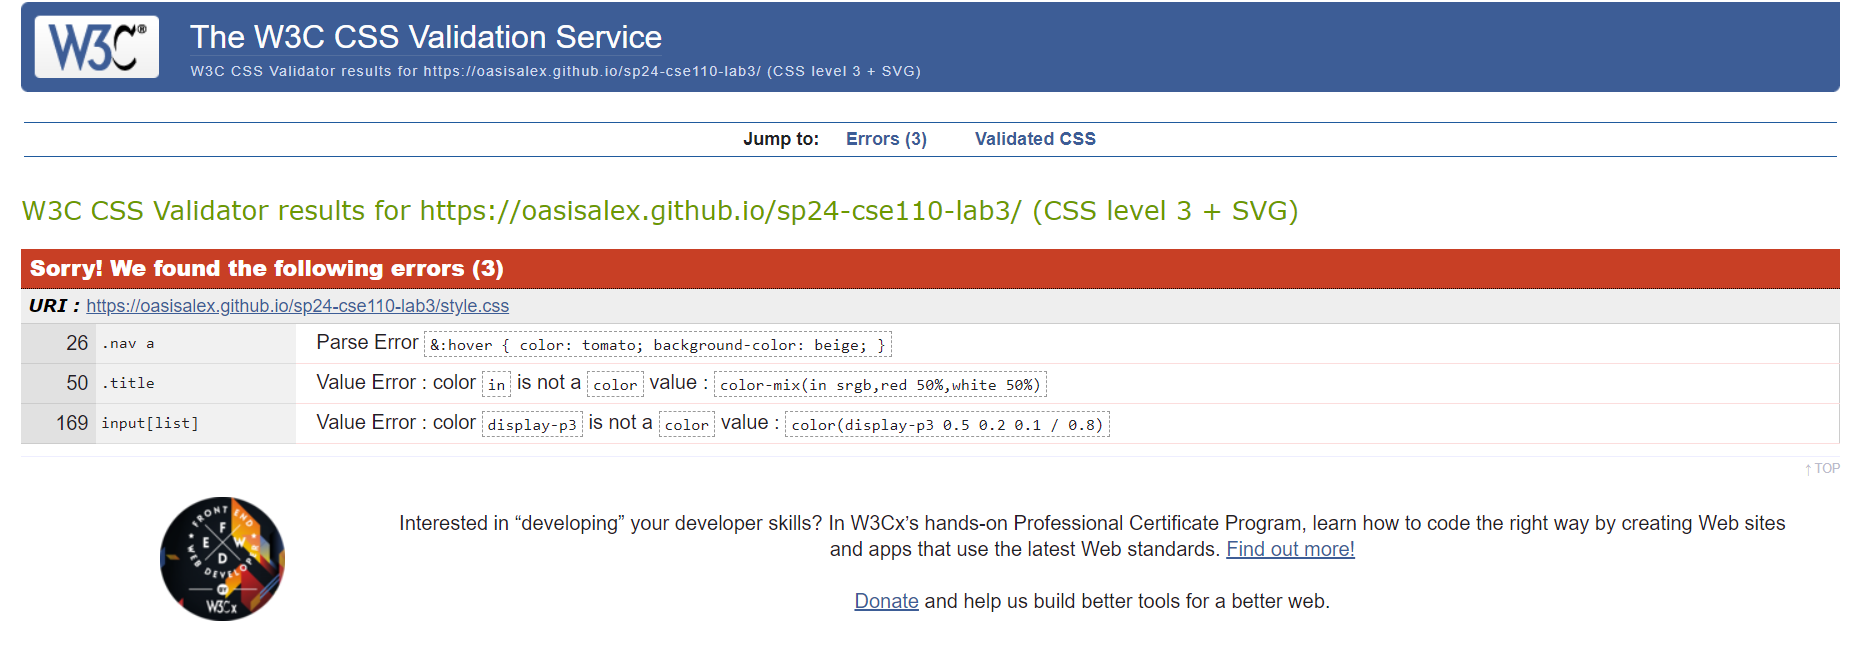 W3C®
The W3C CSS Validation Service
W3C CSS Validator results for https://oasisalex.github.io/sp24-cse110-lab3/ (CSS level 3 + SVG)
Jump to: Errors (3) Validated CSS
W3C CSS Validator results for https://oasisalex.github.io/sp24-cse110-lab3/ (CSS level 3 + SVG)
Sorry! We found the following errors (3)
URI : https://oasisalex.github.io/sp24-cse110-lab3/style.css
26 .nav a Parse Error &:hover { color: tomato; background-color: beige; }
50 .title Value Error : color in is not a color value : color-mix(in srgb,red 50%,white 50%)
169 input[list] Value Error : color display-p3 is not a color value : color(display-p3 0.5 0.2 0.1 / 0.8)
↑ TOP
FRONT END
F
E W
D
WEB DEVELOPER
BY
W3Cx
Interested in “developing” your developer skills? In W3Cx’s hands-on Professional Certificate Program, learn how to code the right way by creating Web sites
and apps that use the latest Web standards. Find out more!
Donate and help us build better tools for a better web.